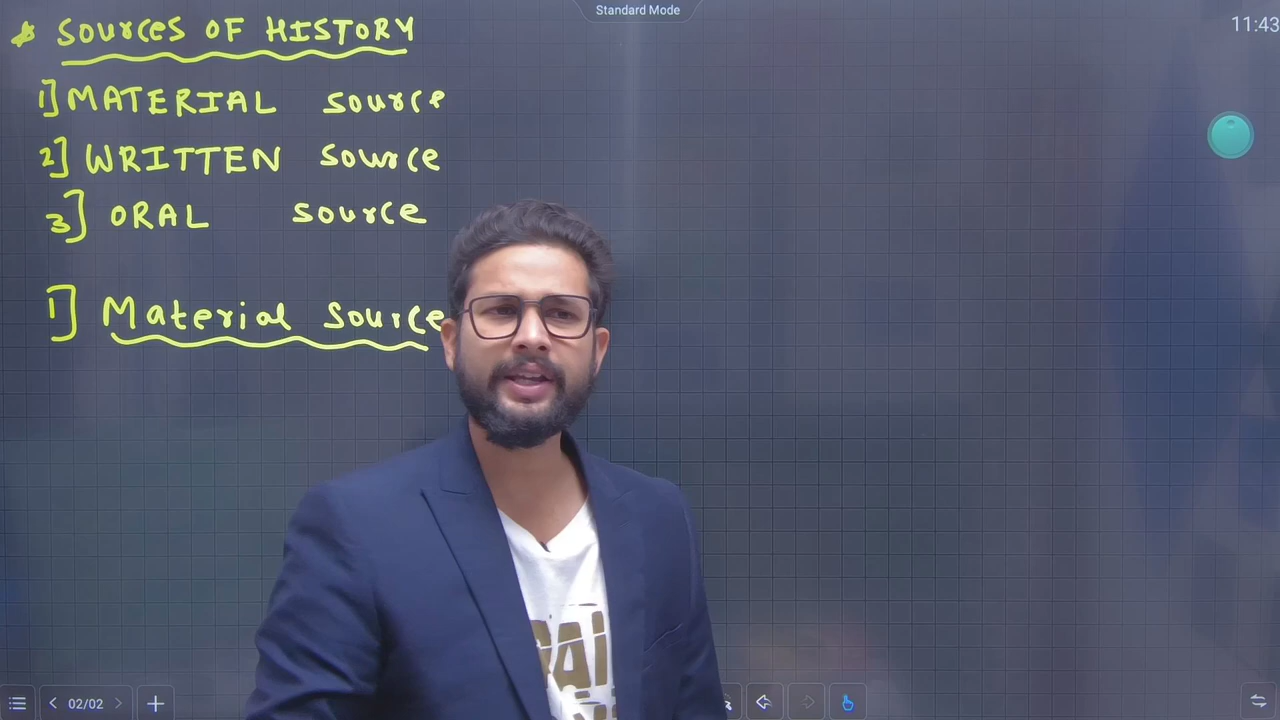 Standard Mode
11:43
* SOURCES OF HISTORY
1] MATERIAL source
2] WRITTEN source
3] ORAL source
1] Material Source
02/02